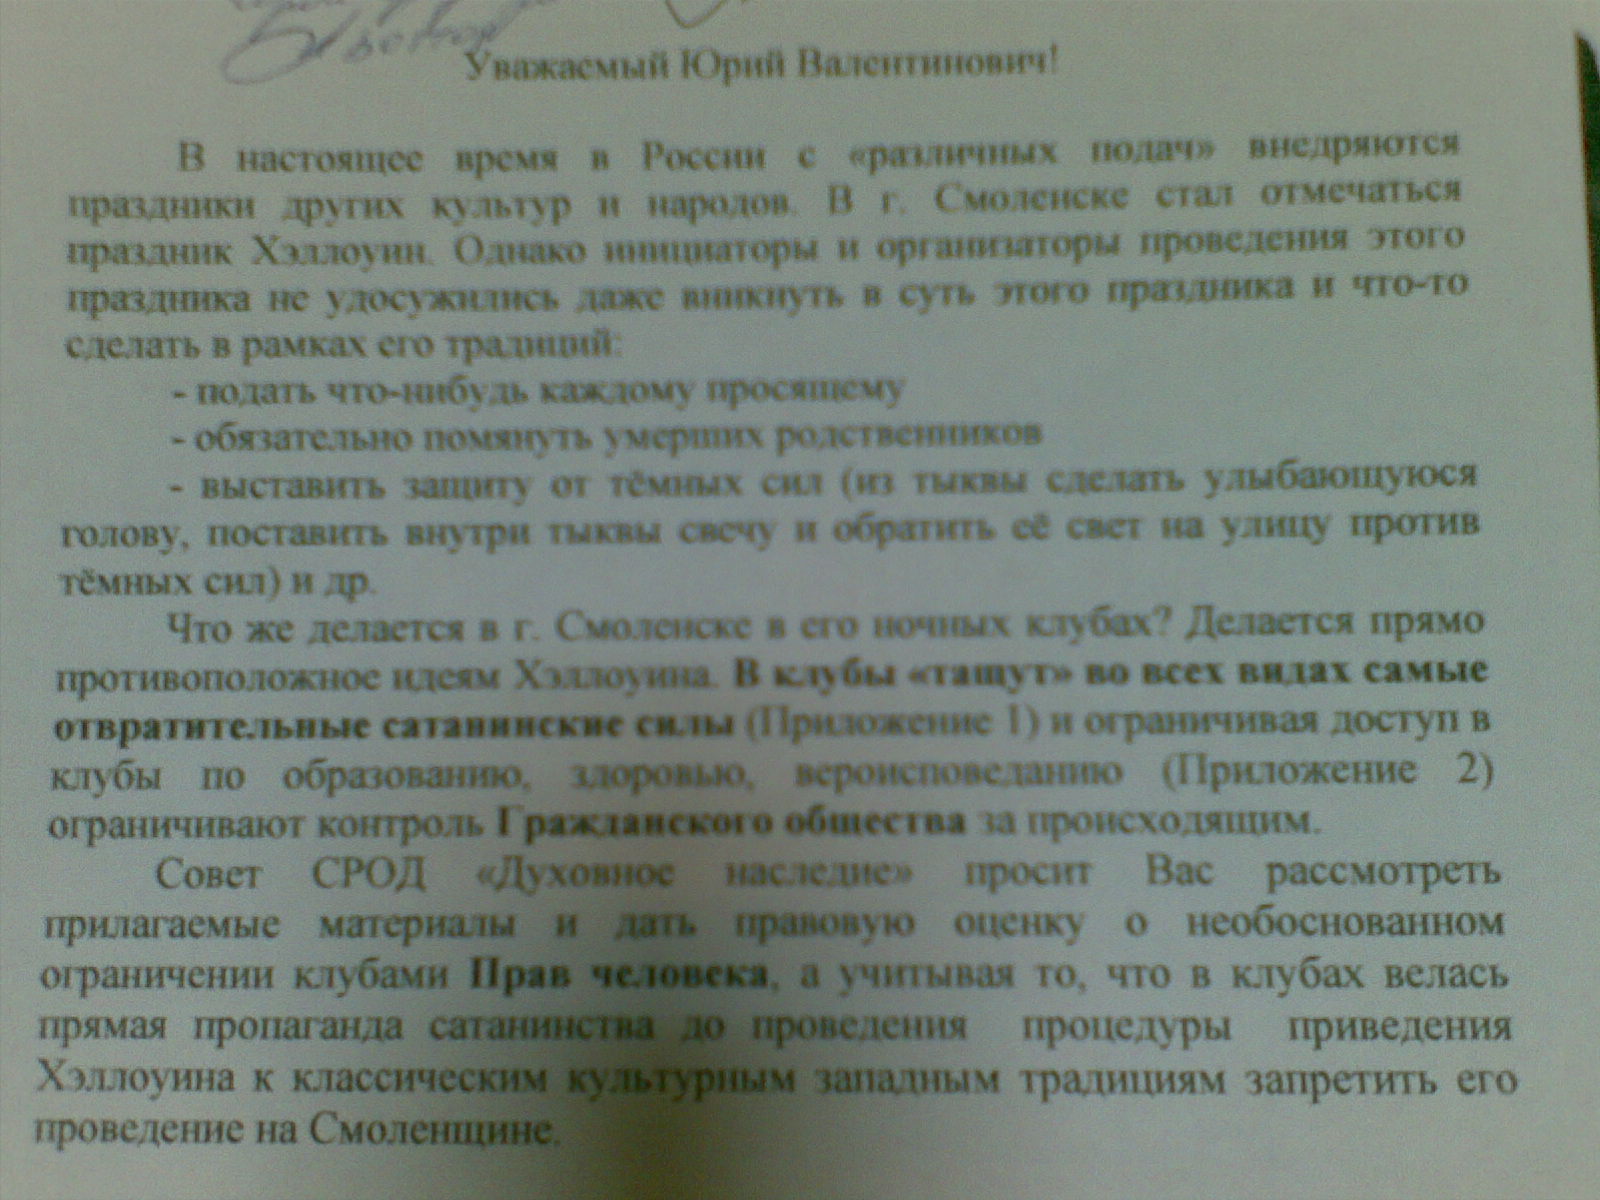 Уважаемый Юрий Валентинович!
В настоящее время в России с «различных подач» внедряются
праздники других культур и народов. В г. Смоленске стал отмечаться
праздник Хэллоуин. Однако инициаторы и организаторы проведения этого
праздника не удосужились даже вникнуть в суть этого праздника и что-то
сделать в рамках его традиций:
- подать что-нибудь каждому просящему
- обязательно помянуть умерших родственников
- выставить защиту от тёмных сил (из тыквы сделать улыбающуюся
голову, поставить внутри тыквы свечу и обратить её свет на улицу против
тёмных сил) и др.
Что же делается в г. Смоленске в его ночных клубах? Делается прямо
противоположное идеям Хэллоуина. В клубы «тащут» во всех видах самые
отвратительные сатанинские силы (Приложение 1) и ограничивая доступ в
клубы по образованию, здоровью, вероисповеданию (Приложение 2)
ограничивают контроль Гражданского общества за происходящим.
Совет СРОД «Духовное наследие» просит Вас рассмотреть
прилагаемые материалы и дать правовую оценку о необоснованном
ограничении клубами Прав человека, а учитывая то, что в клубах велась
прямая пропаганда сатанинства до проведения процедуры приведения
Хэллоуина к классическим культурным западным традициям запретить его
проведение на Смоленщине.